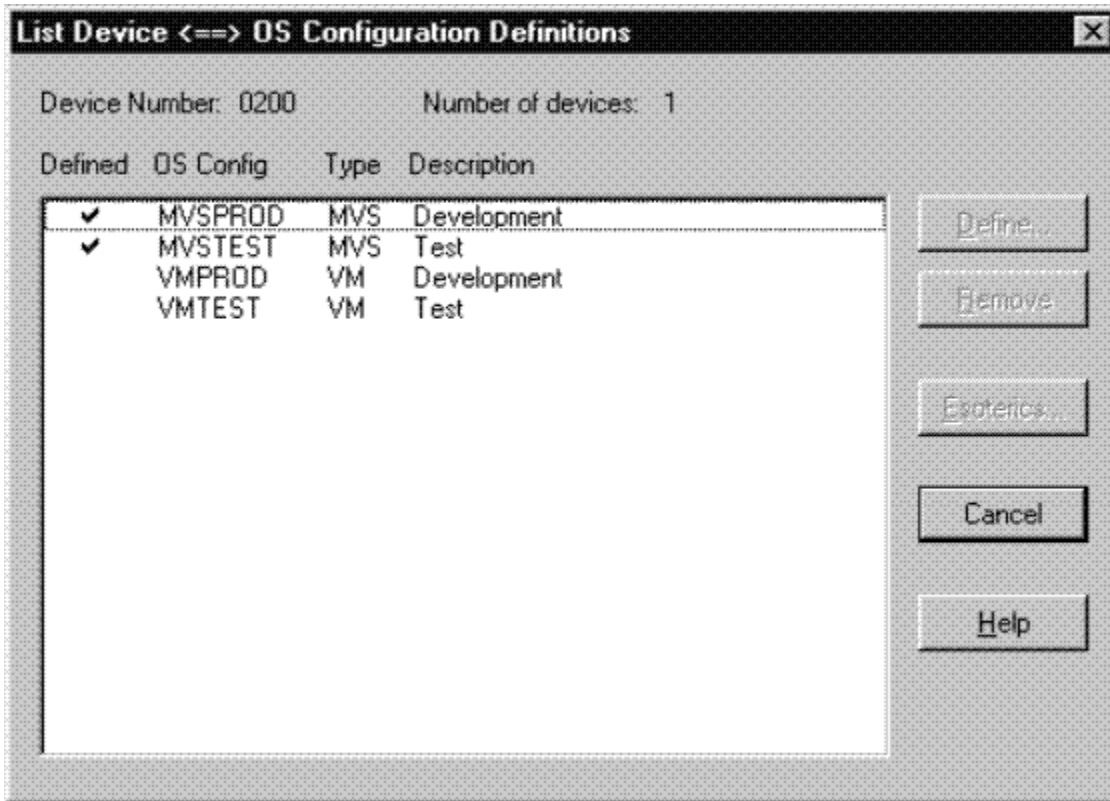 List Device <==> OS Configuration Definitions
Device Number: 0200 Number of devices: 1
Defined OS Config Type Description
✔ MVSPROD MVS Development
✔ MVSTEST MVS Test
VMPROD VM Development
VMTEST VM Test
Define...
Remove
Esoterics...
Cancel
Help